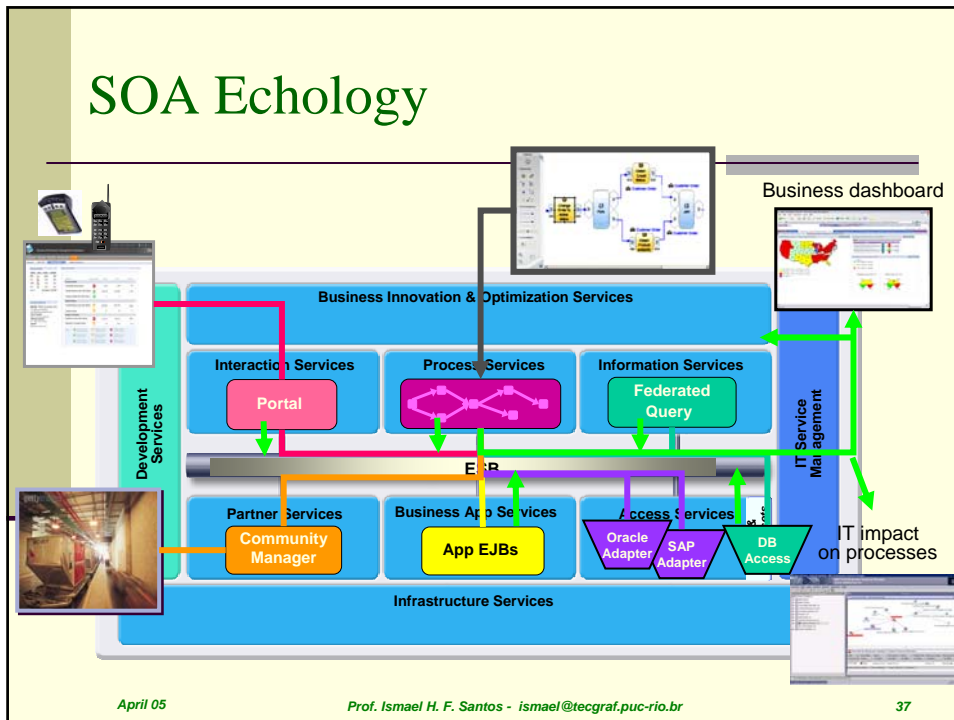 SOA Echology
Business dashboard
Business Innovation & Optimization Services
Interaction Services
Process Services
Information Services
Portal
Federated
Query
Development
Services
IT Service
Management
ESB
Partner Services
Business App Services
Access Services
&
Community
Manager
App EJBs
Oracle
Adapter
SAP
Adapter
DB
Access
IT impact
on processes
Infrastructure Services
April 05
Prof. Ismael H. F. Santos - ismael@tecgraf.puc-rio.br
37